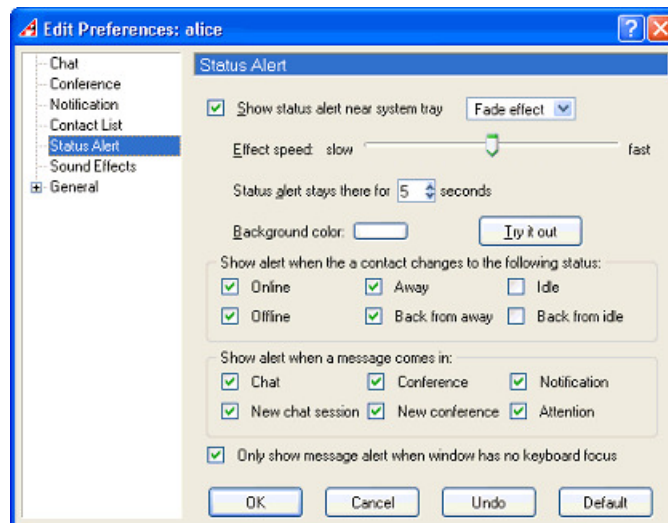 Edit Preferences: alice
Chat
Conference
Notification
Contact List
Status Alert
Sound Effects
General
Status Alert
Show status alert near system tray Fade effect
Effect speed: slow fast
Status alert stays there for 5 seconds
Background color: Try it out
Show alert when the a contact changes to the following status:
Online Away Idle
Offline Back from away Back from idle
Show alert when a message comes in:
Chat Conference Notification
New chat session New conference Attention
Only show message alert when window has no keyboard focus
OK Cancel Undo Default